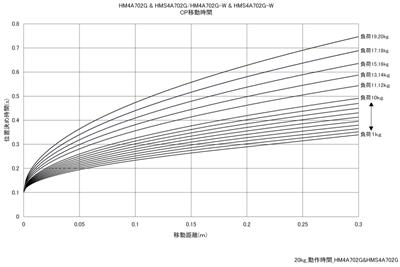 HM4A702G & HMS4A702G/HM4A702G-W & HMS4A702G-W
CP移動時間
位置決め時間(s)
0.8
0.7
0.6
0.5
0.4
0.3
0.2
0.1
0
0
0.05
0.1
0.15
0.2
0.25
0.3
移動距離(m)
負荷19,20kg
負荷17,18kg
負荷15,16kg
負荷13,14kg
負荷11,12kg
負荷10kg
負荷1kg
20kg_動作時間_HM4A702G&HMS4A702G